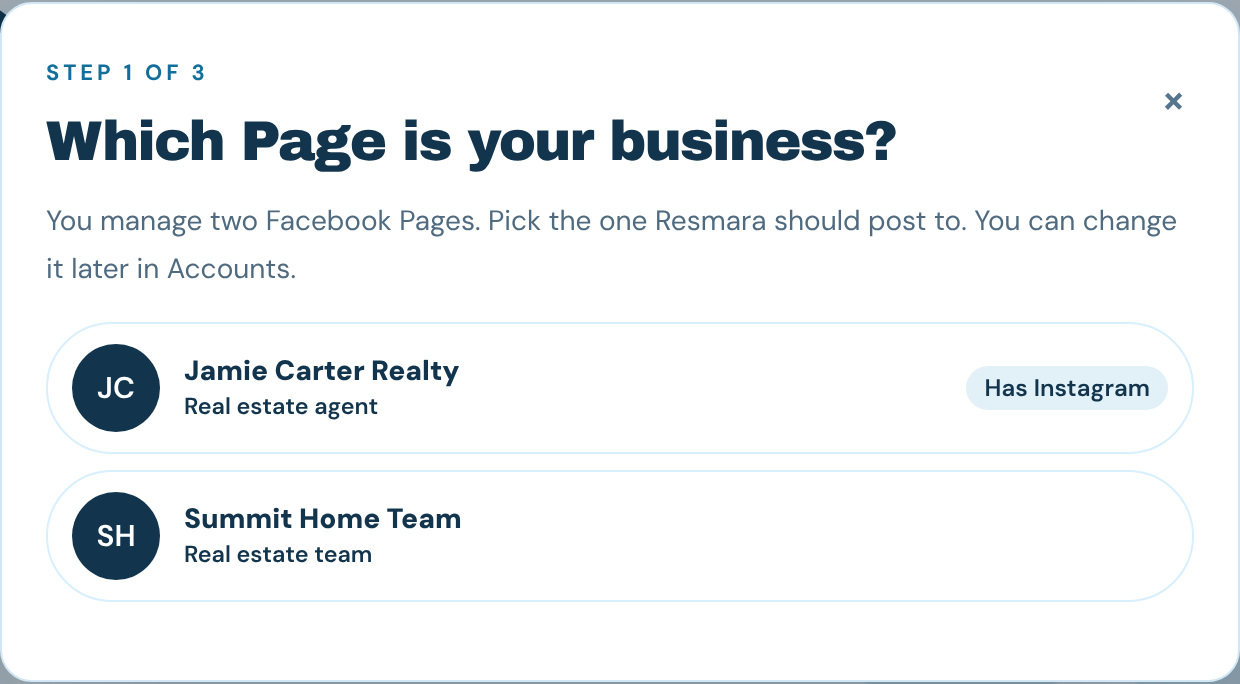 STEP 1 OF 3
×
Which Page is your business?
You manage two Facebook Pages. Pick the one Resmara should post to. You can change
it later in Accounts.
JC
Jamie Carter Realty
Real estate agent
Has Instagram
SH
Summit Home Team
Real estate team